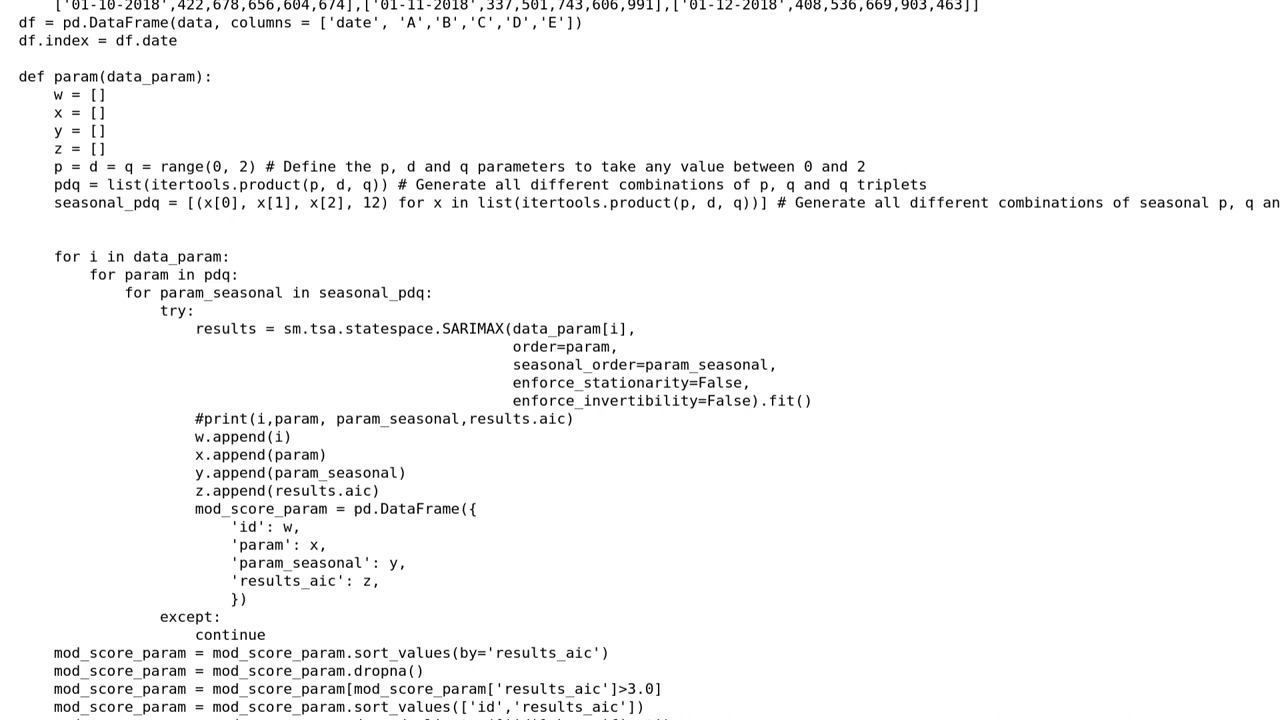 ['01-10-2018',422,678,656,604,674],['01-11-2018',337,501,743,606,991],['01-12-2018',408,536,669,903,463]]
df = pd.DataFrame(data, columns = ['date', 'A','B','C','D','E'])
df.index = df.date
def param(data_param):
    w = []
    x = []
    y = []
    z = []
    p = d = q = range(0, 2) # Define the p, d and q parameters to take any value between 0 and 2
    pdq = list(itertools.product(p, d, q)) # Generate all different combinations of p, q and q triplets
    seasonal_pdq = [(x[0], x[1], x[2], 12) for x in list(itertools.product(p, d, q))] # Generate all different combinations of seasonal p, q an
    for i in data_param:
        for param in pdq:
            for param_seasonal in seasonal_pdq:
                try:
                    results = sm.tsa.statespace.SARIMAX(data_param[i],
                                                        order=param,
                                                        seasonal_order=param_seasonal,
                                                        enforce_stationarity=False,
                                                        enforce_invertibility=False).fit()
                    #print(i,param, param_seasonal,results.aic)
                    w.append(i)
                    x.append(param)
                    y.append(param_seasonal)
                    z.append(results.aic)
                    mod_score_param = pd.DataFrame({
                        'id': w,
                        'param': x,
                        'param_seasonal': y,
                        'results_aic': z,
                        })
                except:
                    continue
    mod_score_param = mod_score_param.sort_values(by='results_aic')
    mod_score_param = mod_score_param.dropna()
    mod_score_param = mod_score_param[mod_score_param['results_aic']>3.0]
    mod_score_param = mod_score_param.sort_values(['id','results_aic'])